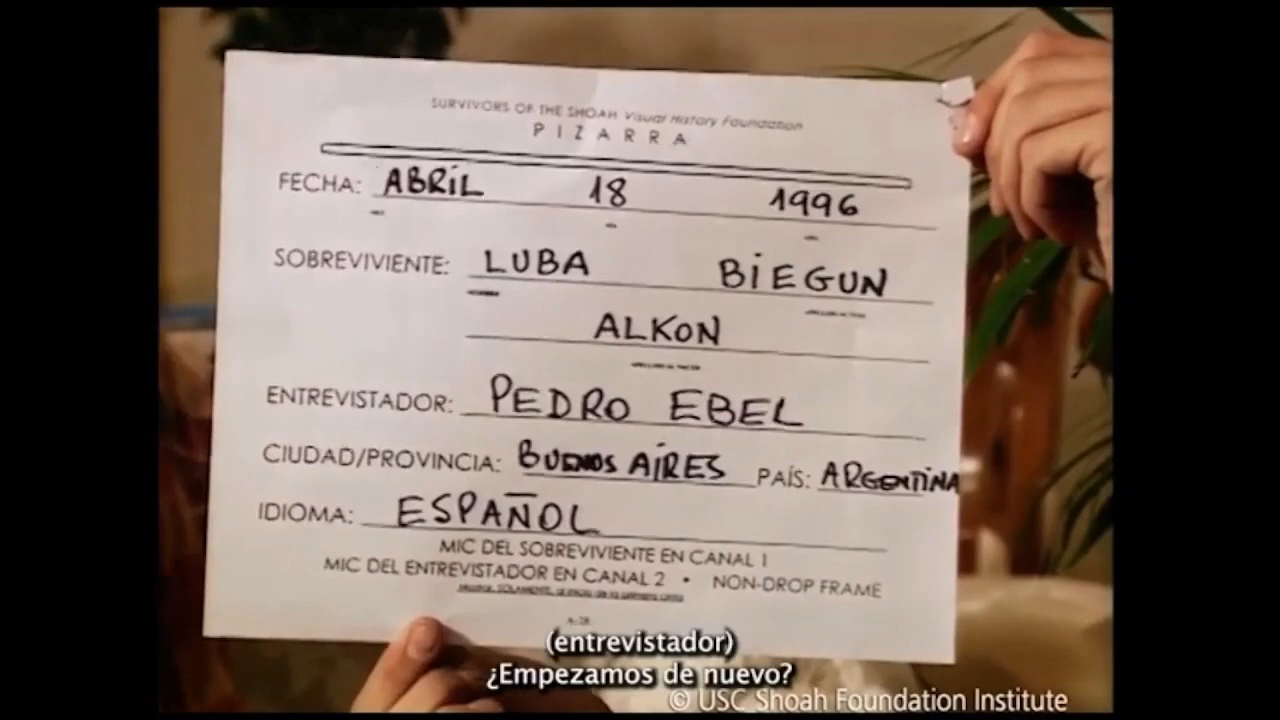 SURVIVORS OF THE SHOAH Visual History Foundation
PIZARRA
FECHA: ABRiL 18 1996
SOBREVIVIENTE: LUBA BiEGUN
ALKON
ENTREVISTADOR: PEDRO EBEL
CIUDAD/PROVINCIA: BUENOS AiRES PAÍS: ARGENTiNA
IDIOMA: ESPAÑOL
MIC DEL SOBREVIVIENTE EN CANAL 1
MIC DEL ENTREVISTADOR EN CANAL 2 • NON-DROP FRAME
(entrevistador)
¿Empezamos de nuevo?
© USC Shoah Foundation Institute